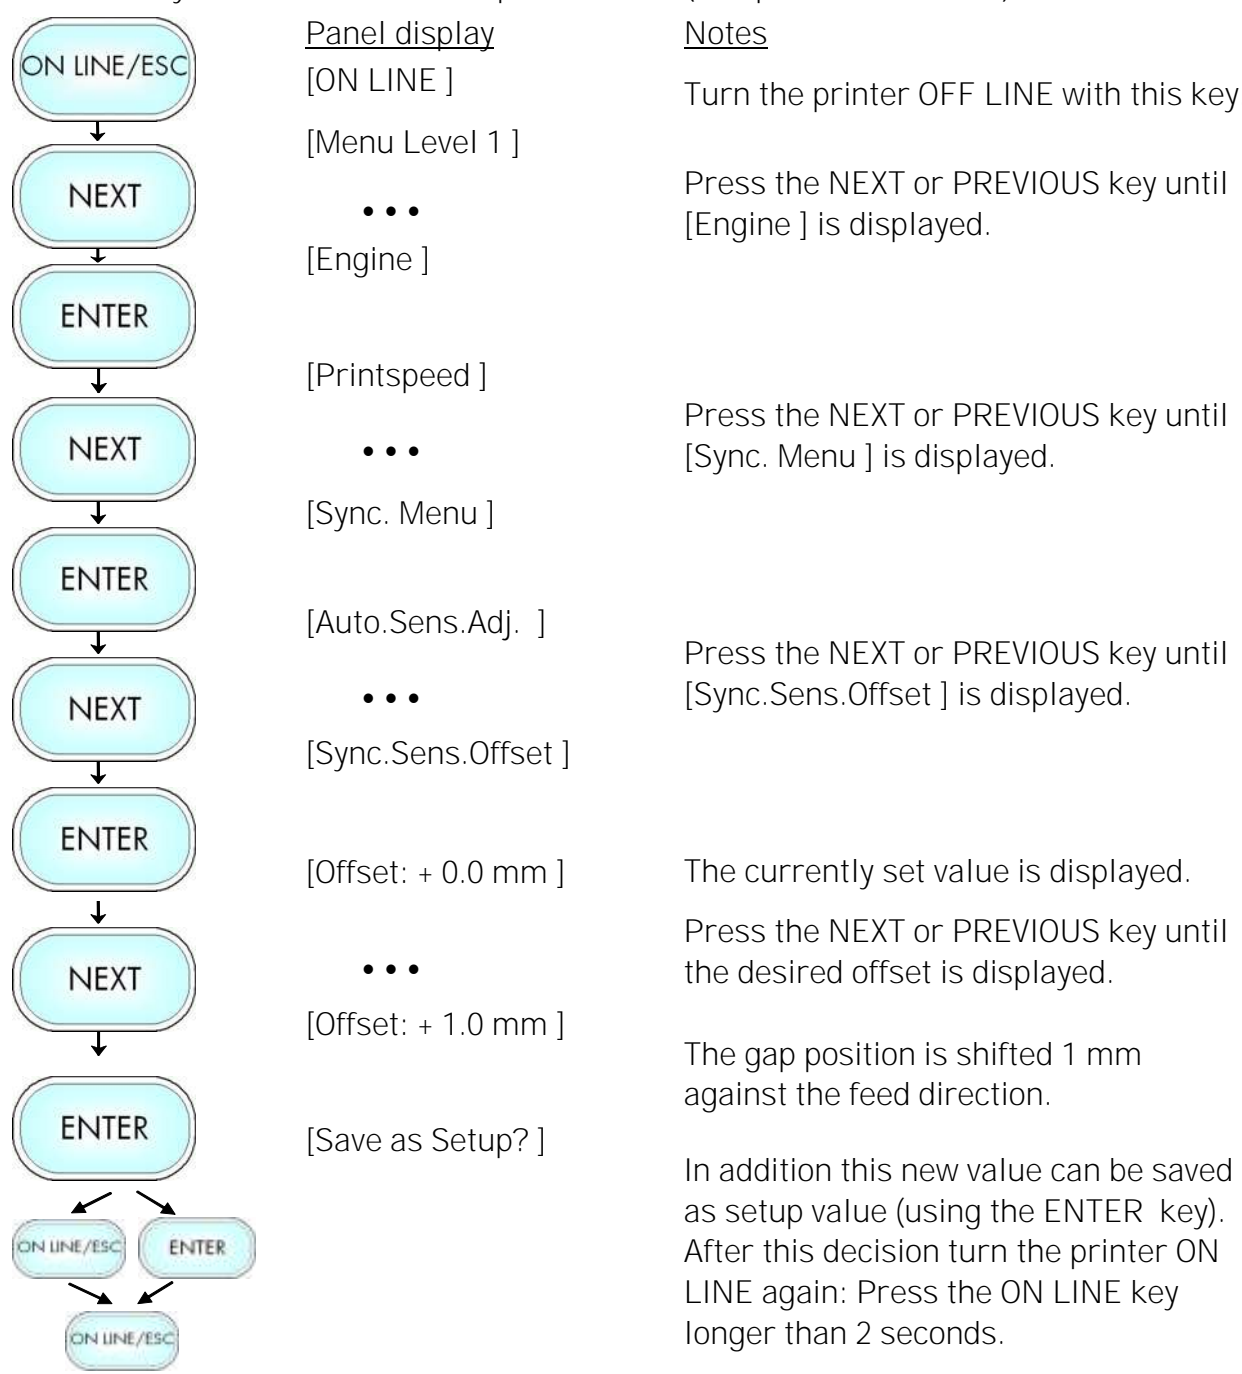 Panel display Notes
ON LINE/ESC
[ON LINE ]
Turn the printer OFF LINE with this key
[Menu Level 1 ]
NEXT
Press the NEXT or PREVIOUS key until
[Engine ] is displayed.
• • •
[Engine ]
ENTER
[Printspeed ]
NEXT
Press the NEXT or PREVIOUS key until
[Sync. Menu ] is displayed.
• • •
[Sync. Menu ]
ENTER
[Auto.Sens.Adj. ]
NEXT
Press the NEXT or PREVIOUS key until
[Sync.Sens.Offset ] is displayed.
• • •
[Sync.Sens.Offset ]
ENTER
[Offset: + 0.0 mm ]
The currently set value is displayed.
NEXT
Press the NEXT or PREVIOUS key until
the desired offset is displayed.
• • •
[Offset: + 1.0 mm ]
The gap position is shifted 1 mm
against the feed direction.
ENTER
[Save as Setup? ]
In addition this new value can be saved
as setup value (using the ENTER key).
After this decision turn the printer ON
LINE again: Press the ON LINE key
longer than 2 seconds.
ON LINE/ESC
ENTER
ON LINE/ESC